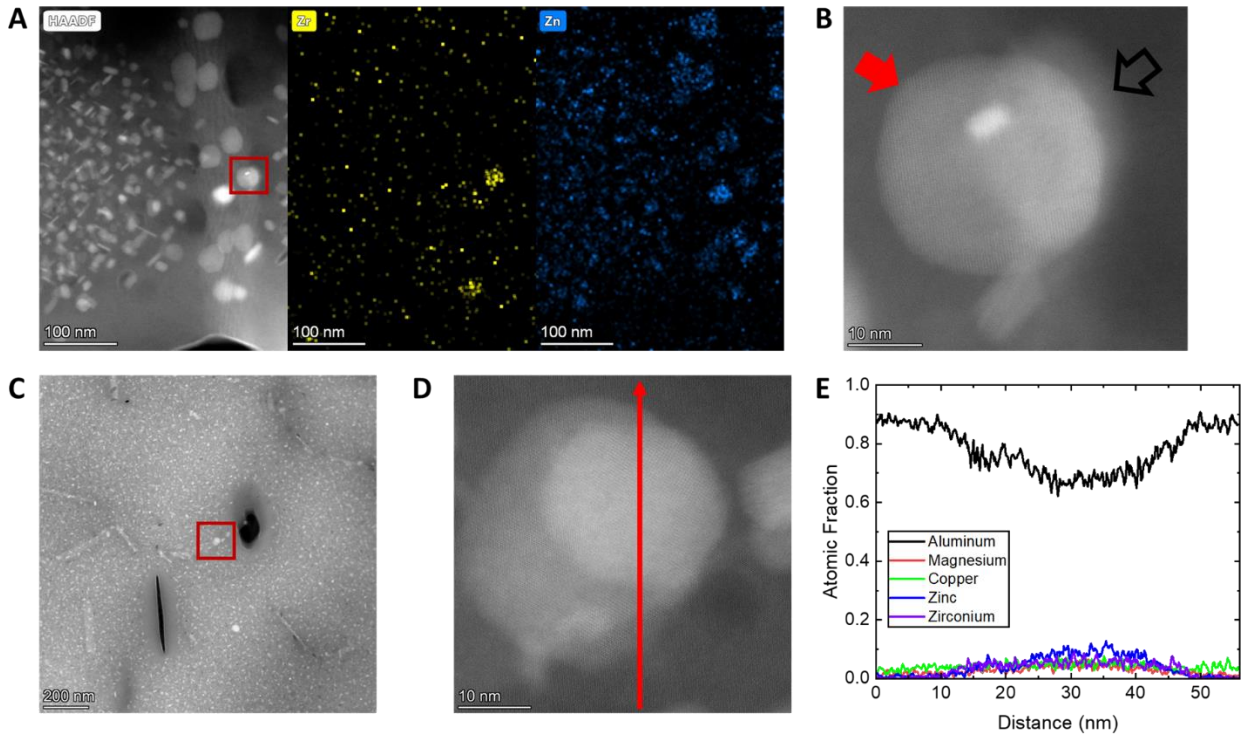 A
HAADF
Zr
Zn
100 nm
100 nm
100 nm
B
10 nm
C
200 nm
D
10 nm
E
1.0
0.8
0.6
0.4
0.2
0.0
Atomic Fraction
Aluminum
Magnesium
Copper
Zinc
Zirconium
0 10 20 30 40 50
Distance (nm)